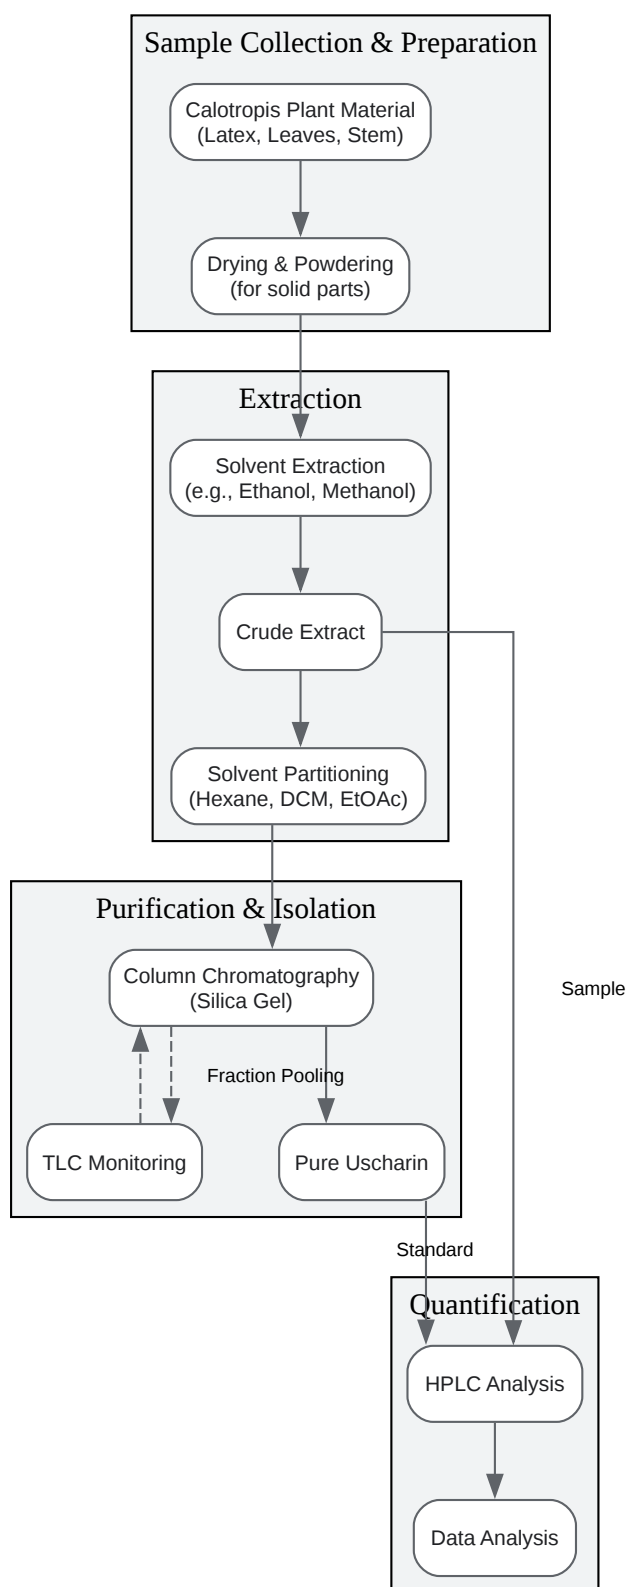 Sample Collection & Preparation
Calotropis Plant Material
(Latex, Leaves, Stem)
Drying & Powdering
(for solid parts)
Extraction
Solvent Extraction
(e.g., Ethanol, Methanol)
Crude Extract
Solvent Partitioning
(Hexane, DCM, EtOAc)
Purification & Isolation
Column Chromatography
(Silica Gel)
Sample
Fraction Pooling
TLC Monitoring
Pure Uscharin
Standard
Quantification
HPLC Analysis
Data Analysis